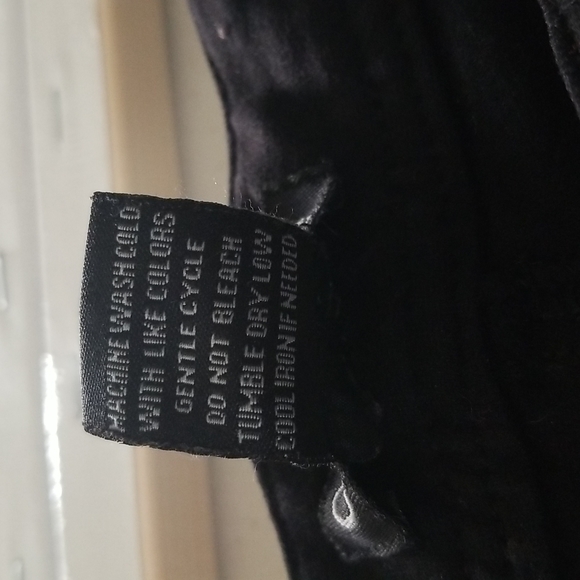 MACHINE WASH COLD
WITH LIKE COLORS
GENTLE CYCLE
DO NOT BLEACH
TUMBLE DRY LOW
COOL IRON IF NEEDED